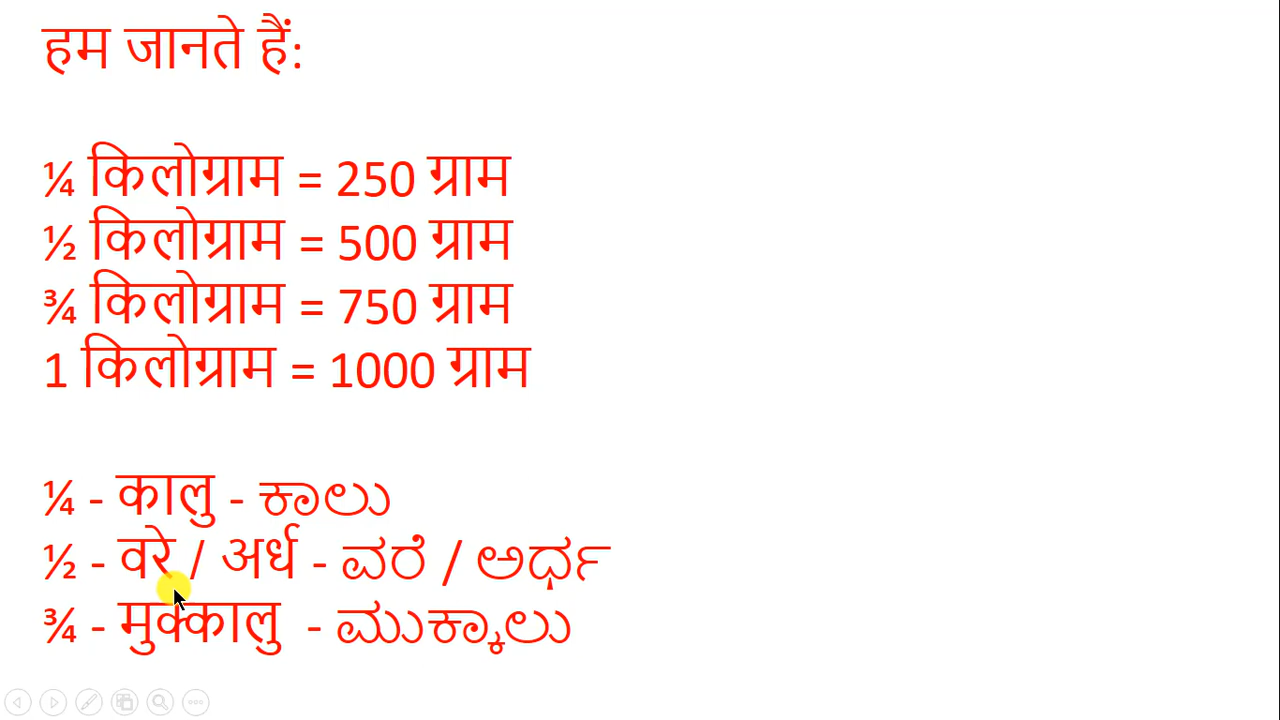 हम जानते हैं:
¼ किलोग्राम = 250 ग्राम
½ किलोग्राम = 500 ग्राम
¾ किलोग्राम = 750 ग्राम
1 किलोग्राम = 1000 ग्राम
¼ - कालु - ಕಾಲು
½ - वरे / अर्ध - ವರೆ / ಅರ್ಧ
¾ - मुक्कालु - ಮುಕ್ಕಾಲು